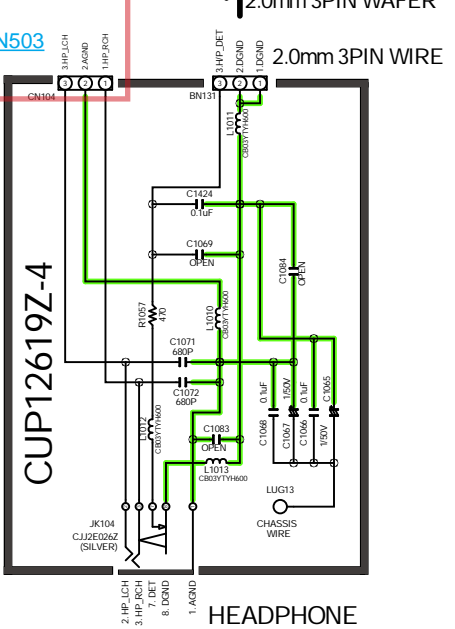 2.0mm 3PIN WAFER
N503
3.HP_LCH
2.AGND
1.HP_RCH
3.H/P_DET
2.DGND
1.DGND
2.0mm 3PIN WIRE
3 2 1
3 2 1
CN104
BN131
L1011
CB03YTYH600
C1424
0.1uF
C1069
OPEN
C1084
OPEN
CUP12619Z-4
R1057
470
L1010
CB03YTYH600
C1071
680P
C1072
680P
C1068
0.1uF
C1067
1/50V
C1066
0.1uF
1/50V
C1065
L1012
CB03YTYH600
C1083
OPEN
L1013
CB03YTYH600
LUG13
CHASSIS
WIRE
JK104
CJJ2E026Z
(SILVER)
2. HP_LCH
3. HP_RCH
7. DET
8. DGND
1. AGND
HEADPHONE